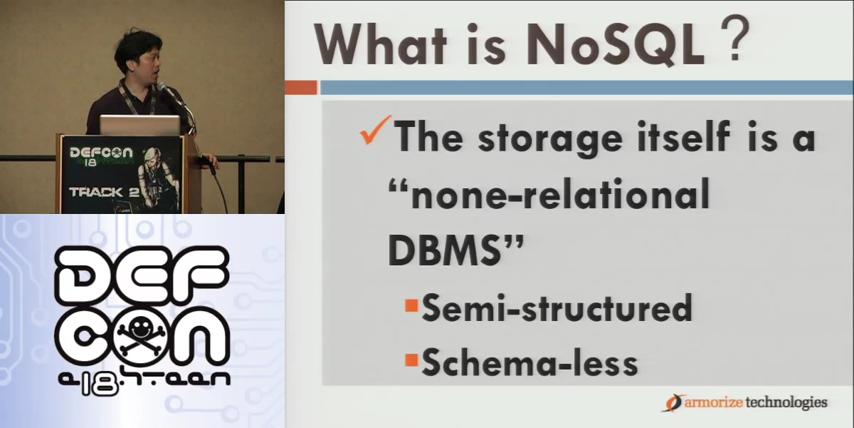 What is NoSQL ?
✓The storage itself is a
“none-relational
DBMS”
Semi-structured
Schema-less
armorize technologies
DEFCON
18
TRACK 2
DEF
CON
e18hteen